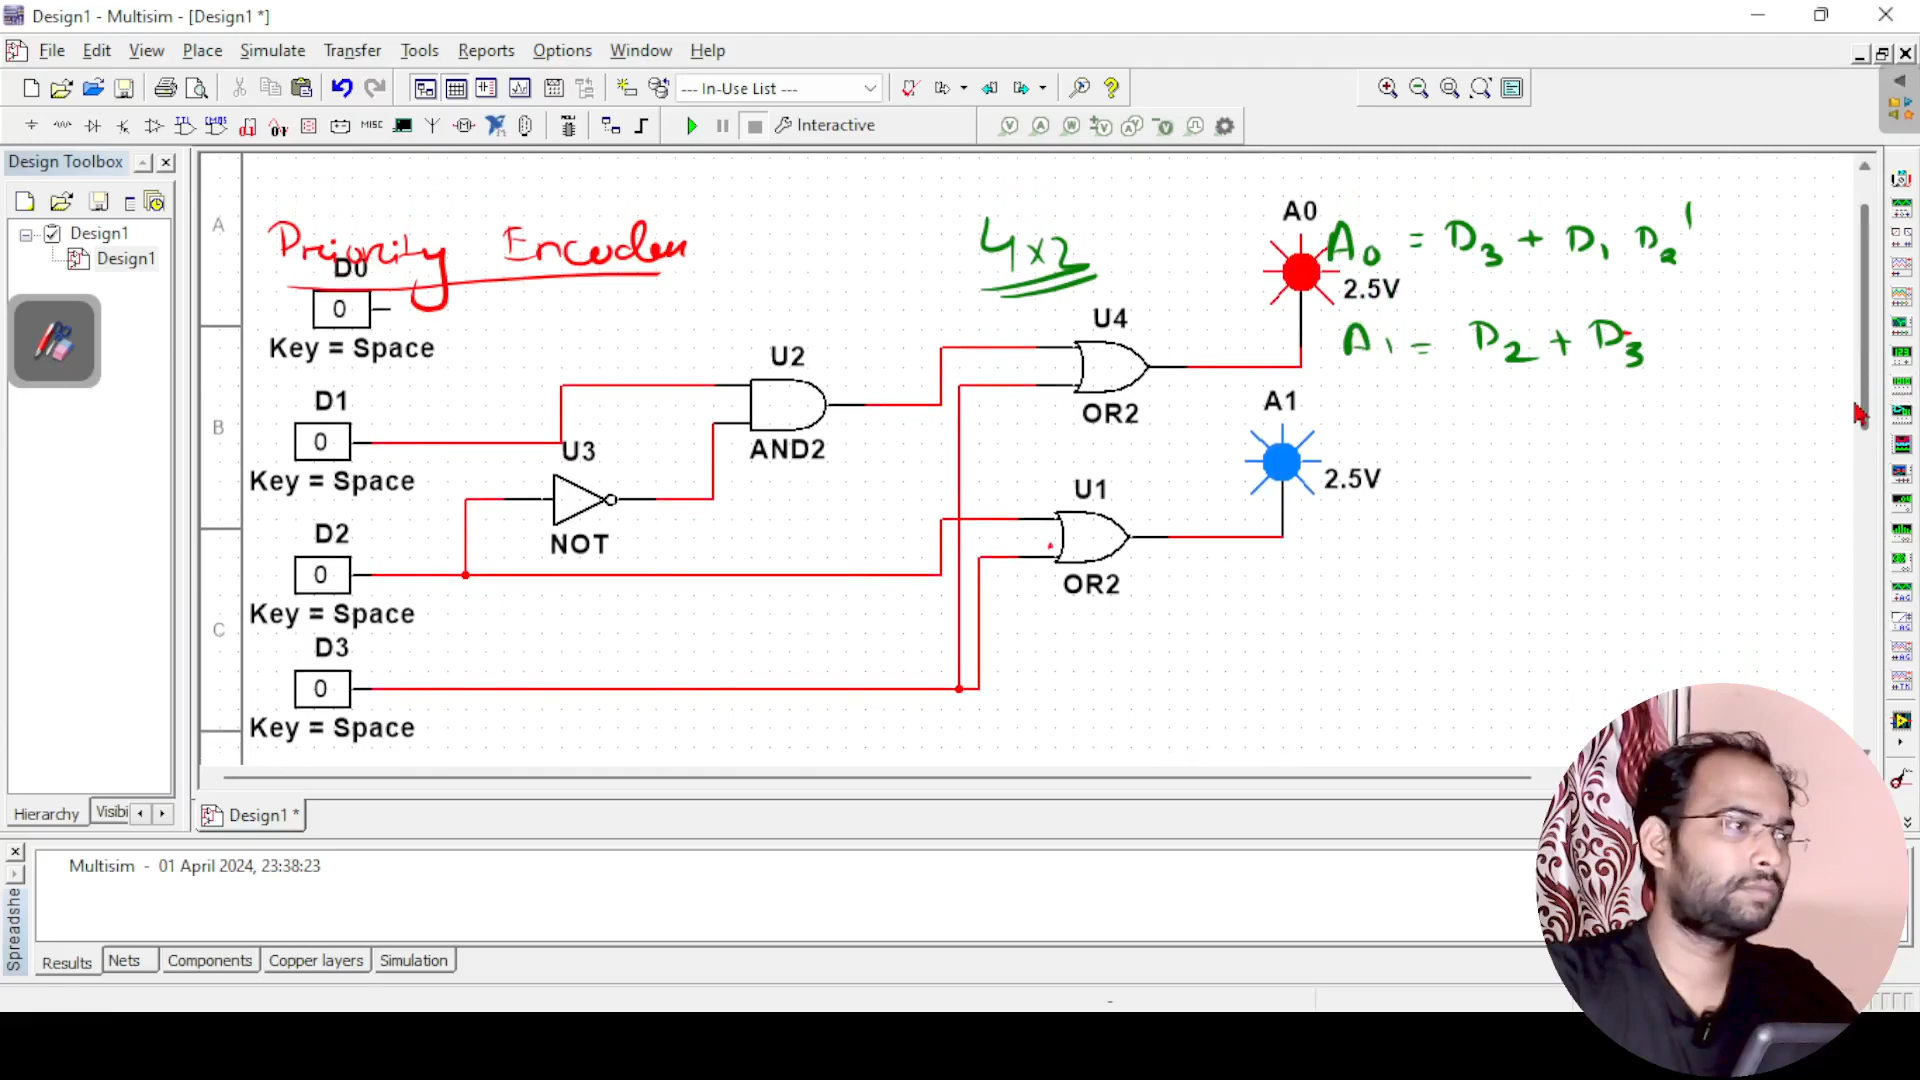 Design1 - Multisim - [Design1 *]
File Edit View Place Simulate Transfer Tools Reports Options Window Help
--- In-Use List ---
MISC Interactive
Design Toolbox
Design1
Design1
A
B
C
Priority Encoder
4x2
A0
A0 = D3 + D1 D2'
2.5V
A1 = D2 + D3
D0
0
Key = Space
U4
OR2
U2
AND2
D1
0
Key = Space
U3
NOT
A1
2.5V
U1
OR2
D2
0
Key = Space
D3
0
Key = Space
Hierarchy Visibi
Design1 *
Multisim - 01 April 2024, 23:38:23
Spreadshe
Results Nets Components Copper layers Simulation